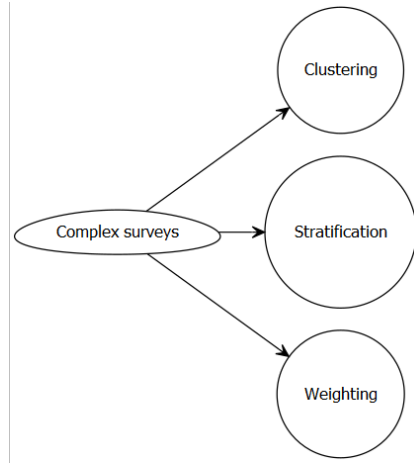 Clustering
Complex surveys
Stratification
Weighting